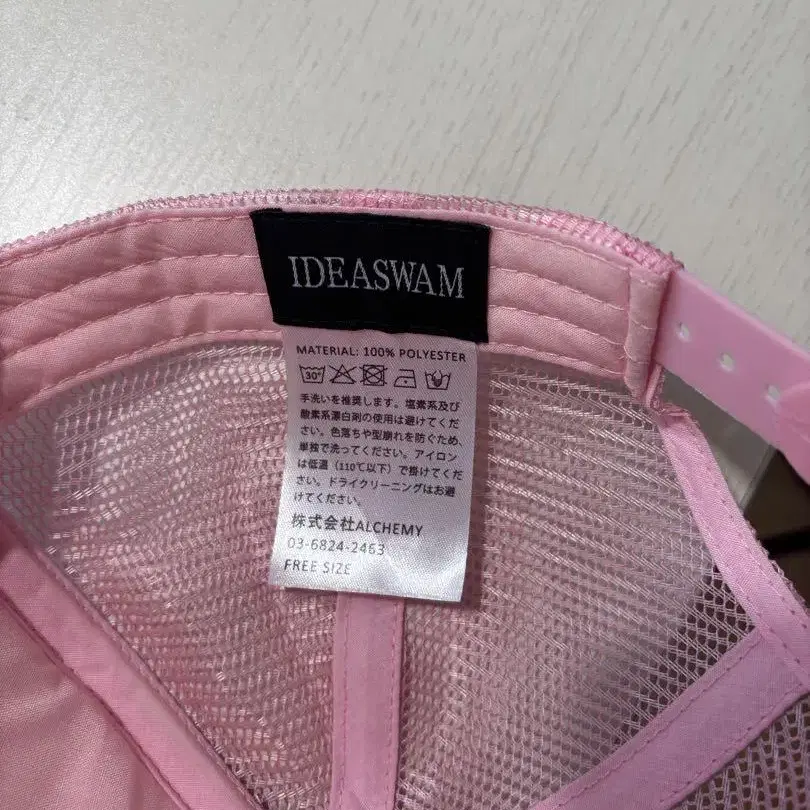 IDEASWAM
MATERIAL: 100% POLYESTER
30°
手洗いを推奨します。塩素系及び
酸素系漂白剤の使用は避けてくだ
さい。色落ちや型崩れを防ぐため、
単独で洗ってください。アイロン
は低温（110℃以下）で掛けてくだ
さい。ドライクリーニングはお避
けてください。
株式会社ALCHEMY
03-6824-2463
FREE SIZE